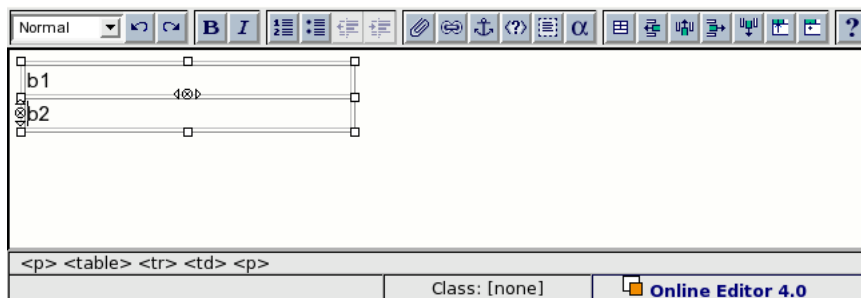 Normal B I α ?
b1
b2
<p> <table> <tr> <td> <p>
Class: [none] Online Editor 4.0